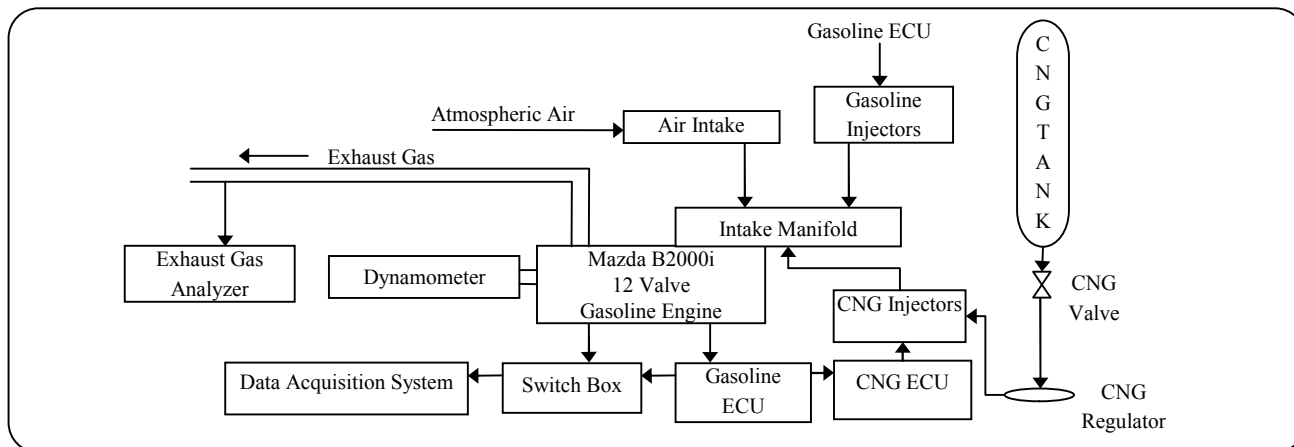 Gasoline ECU
C
N
G
T
A
N
K
Gasoline
Injectors
Atmospheric Air
Air Intake
Exhaust Gas
Intake Manifold
Exhaust Gas
Analyzer
Dynamometer
Mazda B2000i
12 Valve
Gasoline Engine
CNG Injectors
CNG
Valve
Data Acquisition System
Switch Box
Gasoline
ECU
CNG ECU
CNG
Regulator